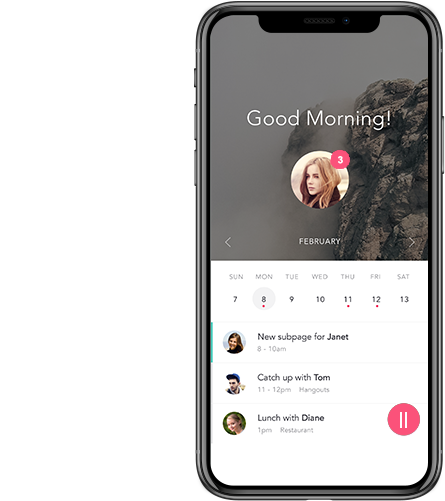 Good Morning!
3
FEBRUARY
SUN MON TUE WED THU FRI SAT
7 8 9 10 11 12 13
New subpage for Janet
8 - 10am
Catch up with Tom
11 - 12pm Hangouts
Lunch with Diane
1pm Restaurant